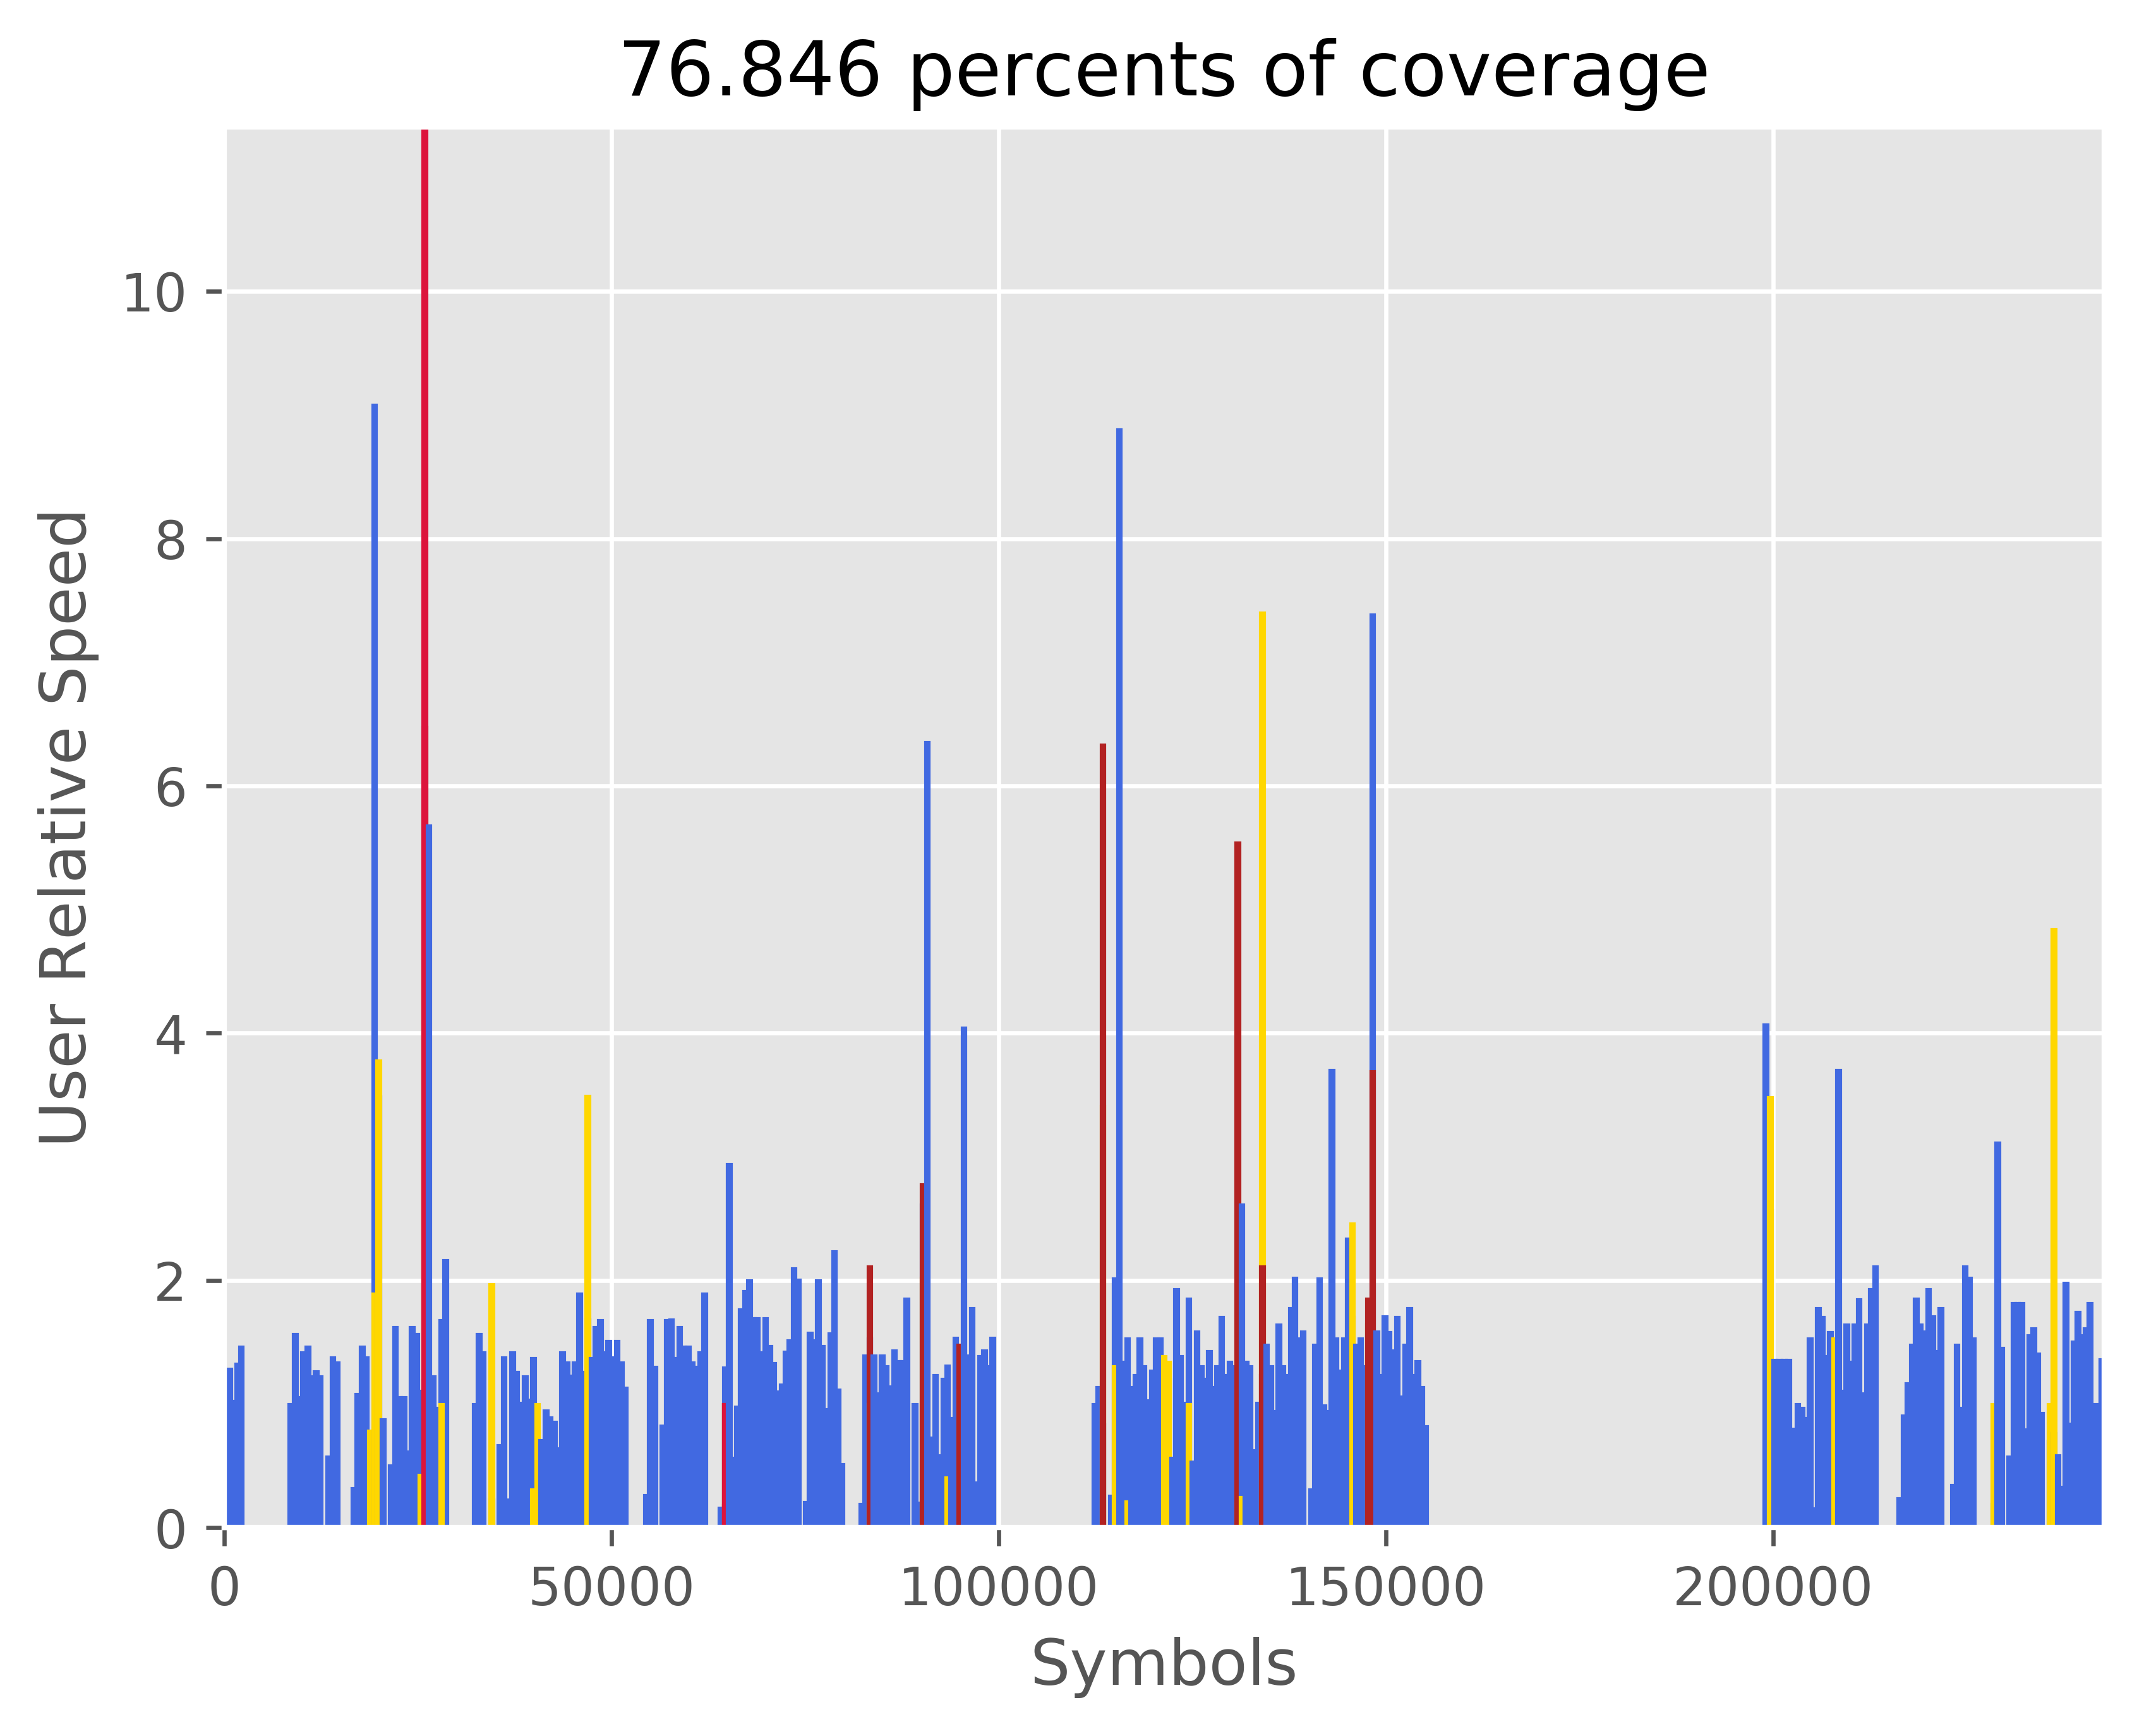 76.846 percents of coverage
User Relative Speed
10
8
6
4
2
0
0 50000 100000 150000 200000
Symbols